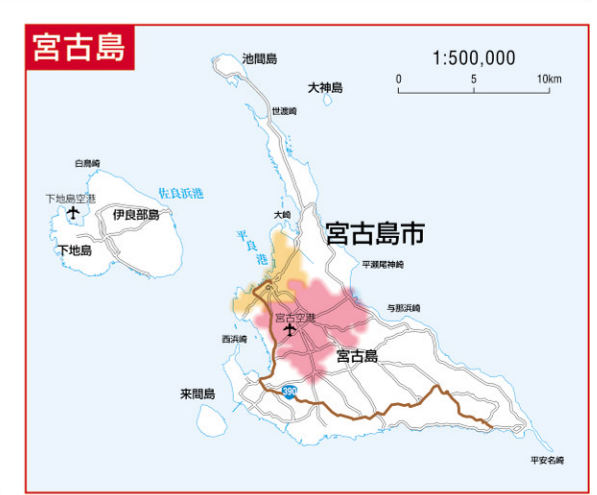 宮古島
1:500,000
0 5 10km
池間島
大神島
世渡崎
白鳥崎
佐良浜港
下地島空港
伊良部島
下地島
大崎
平良港
宮古島市
平瀬尾神崎
与那浜崎
宮古空港
西浜崎
宮古島
来間島
390
平安名崎